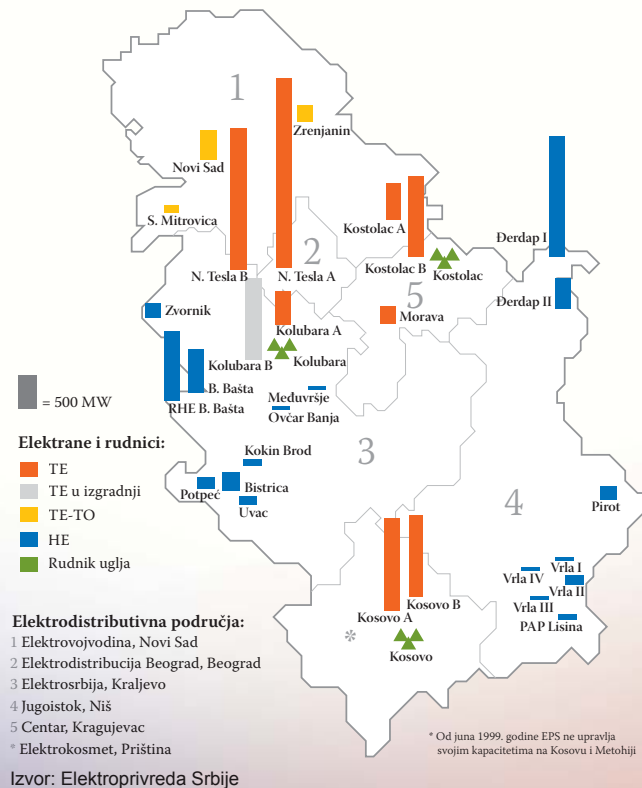 1
Zrenjanin
Novi Sad
S. Mitrovica
Kostolac A
2
N. Tesla B
N. Tesla A
Kostolac B
Kostolac
Đerdap I
5
Đerdap II
Zvornik
Morava
Kolubara A
Kolubara B
Kolubara
B. Bašta
= 500 MW
RHE B. Bašta
Međuvršje
Ovčar Banja
Elektrane i rudnici:
TE
TE u izgradnji
TE-TO
HE
Rudnik uglja
3
Kokin Brod
Potpeć
Bistrica
Uvac
4
Pirot
Vrla I
Vrla IV
Vrla II
Vrla III
PAP Lisina
Kosovo B
Kosovo A
*
Kosovo
Elektrodistributivna područja:
1 Elektrovojvodina, Novi Sad
2 Elektrodistribucija Beograd, Beograd
3 Elektrosrbija, Kraljevo
4 Jugoistok, Niš
5 Centar, Kragujevac
* Elektrokosmet, Priština
* Od juna 1999. godine EPS ne upravlja
svojim kapacitetima na Kosovu i Metohiji
Izvor: Elektroprivreda Srbije